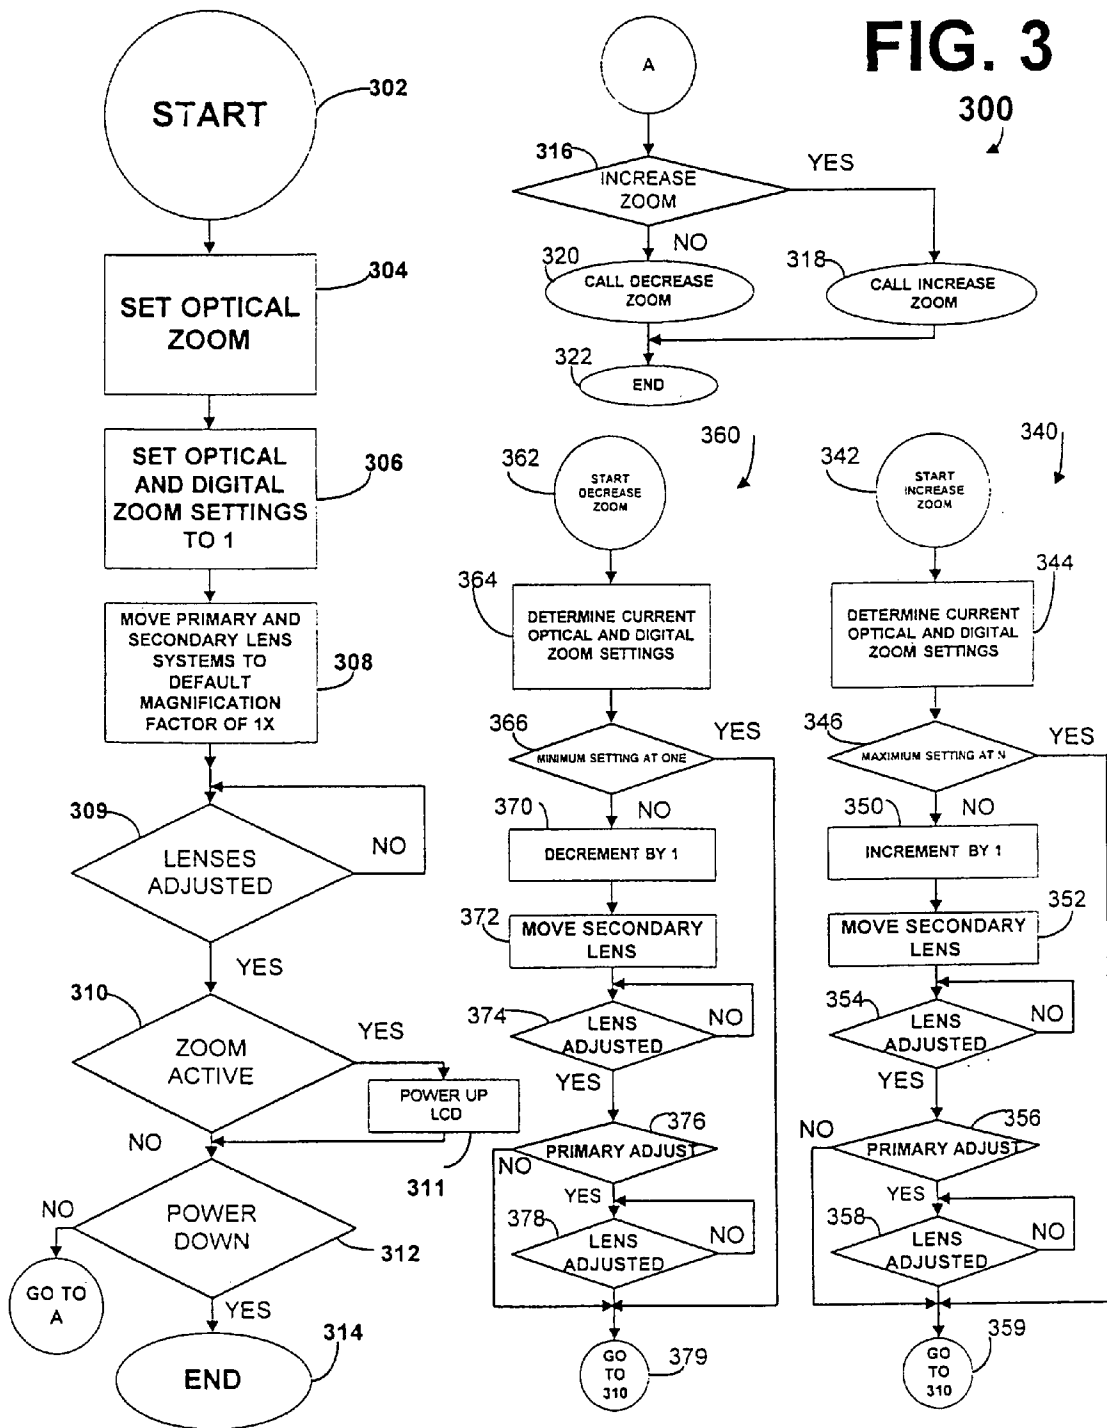 FIG. 3
300
START
302
SET OPTICAL
ZOOM
304
SET OPTICAL
AND DIGITAL
ZOOM SETTINGS
TO 1
306
MOVE PRIMARY AND
SECONDARY LENS
SYSTEMS TO
DEFAULT
MAGNIFICATION
FACTOR OF 1X
308
309
LENSES
ADJUSTED
NO
YES
310
ZOOM
ACTIVE
YES
POWER UP
LCD
311
NO
POWER
DOWN
312
NO
GO TO
A
YES
END
314
A
316
INCREASE
ZOOM
YES
NO
320
CALL DECREASE
ZOOM
318
CALL INCREASE
ZOOM
322
END
360
362
START
DECREASE
ZOOM
364
DETERMINE CURRENT
OPTICAL AND DIGITAL
ZOOM SETTINGS
366
MINIMUM SETTING AT ONE
YES
NO
370
DECREMENT BY 1
372
MOVE SECONDARY
LENS
374
LENS
ADJUSTED
NO
YES
376
PRIMARY ADJUST
NO
YES
378
LENS
ADJUSTED
NO
GO
TO
310
379
340
342
START
INCREASE
ZOOM
344
DETERMINE CURRENT
OPTICAL AND DIGITAL
ZOOM SETTINGS
346
MAXIMUM SETTING AT N
YES
NO
350
INCREMENT BY 1
352
MOVE SECONDARY
LENS
354
LENS
ADJUSTED
NO
YES
356
PRIMARY ADJUST
NO
YES
358
LENS
ADJUSTED
NO
GO
TO
310
359